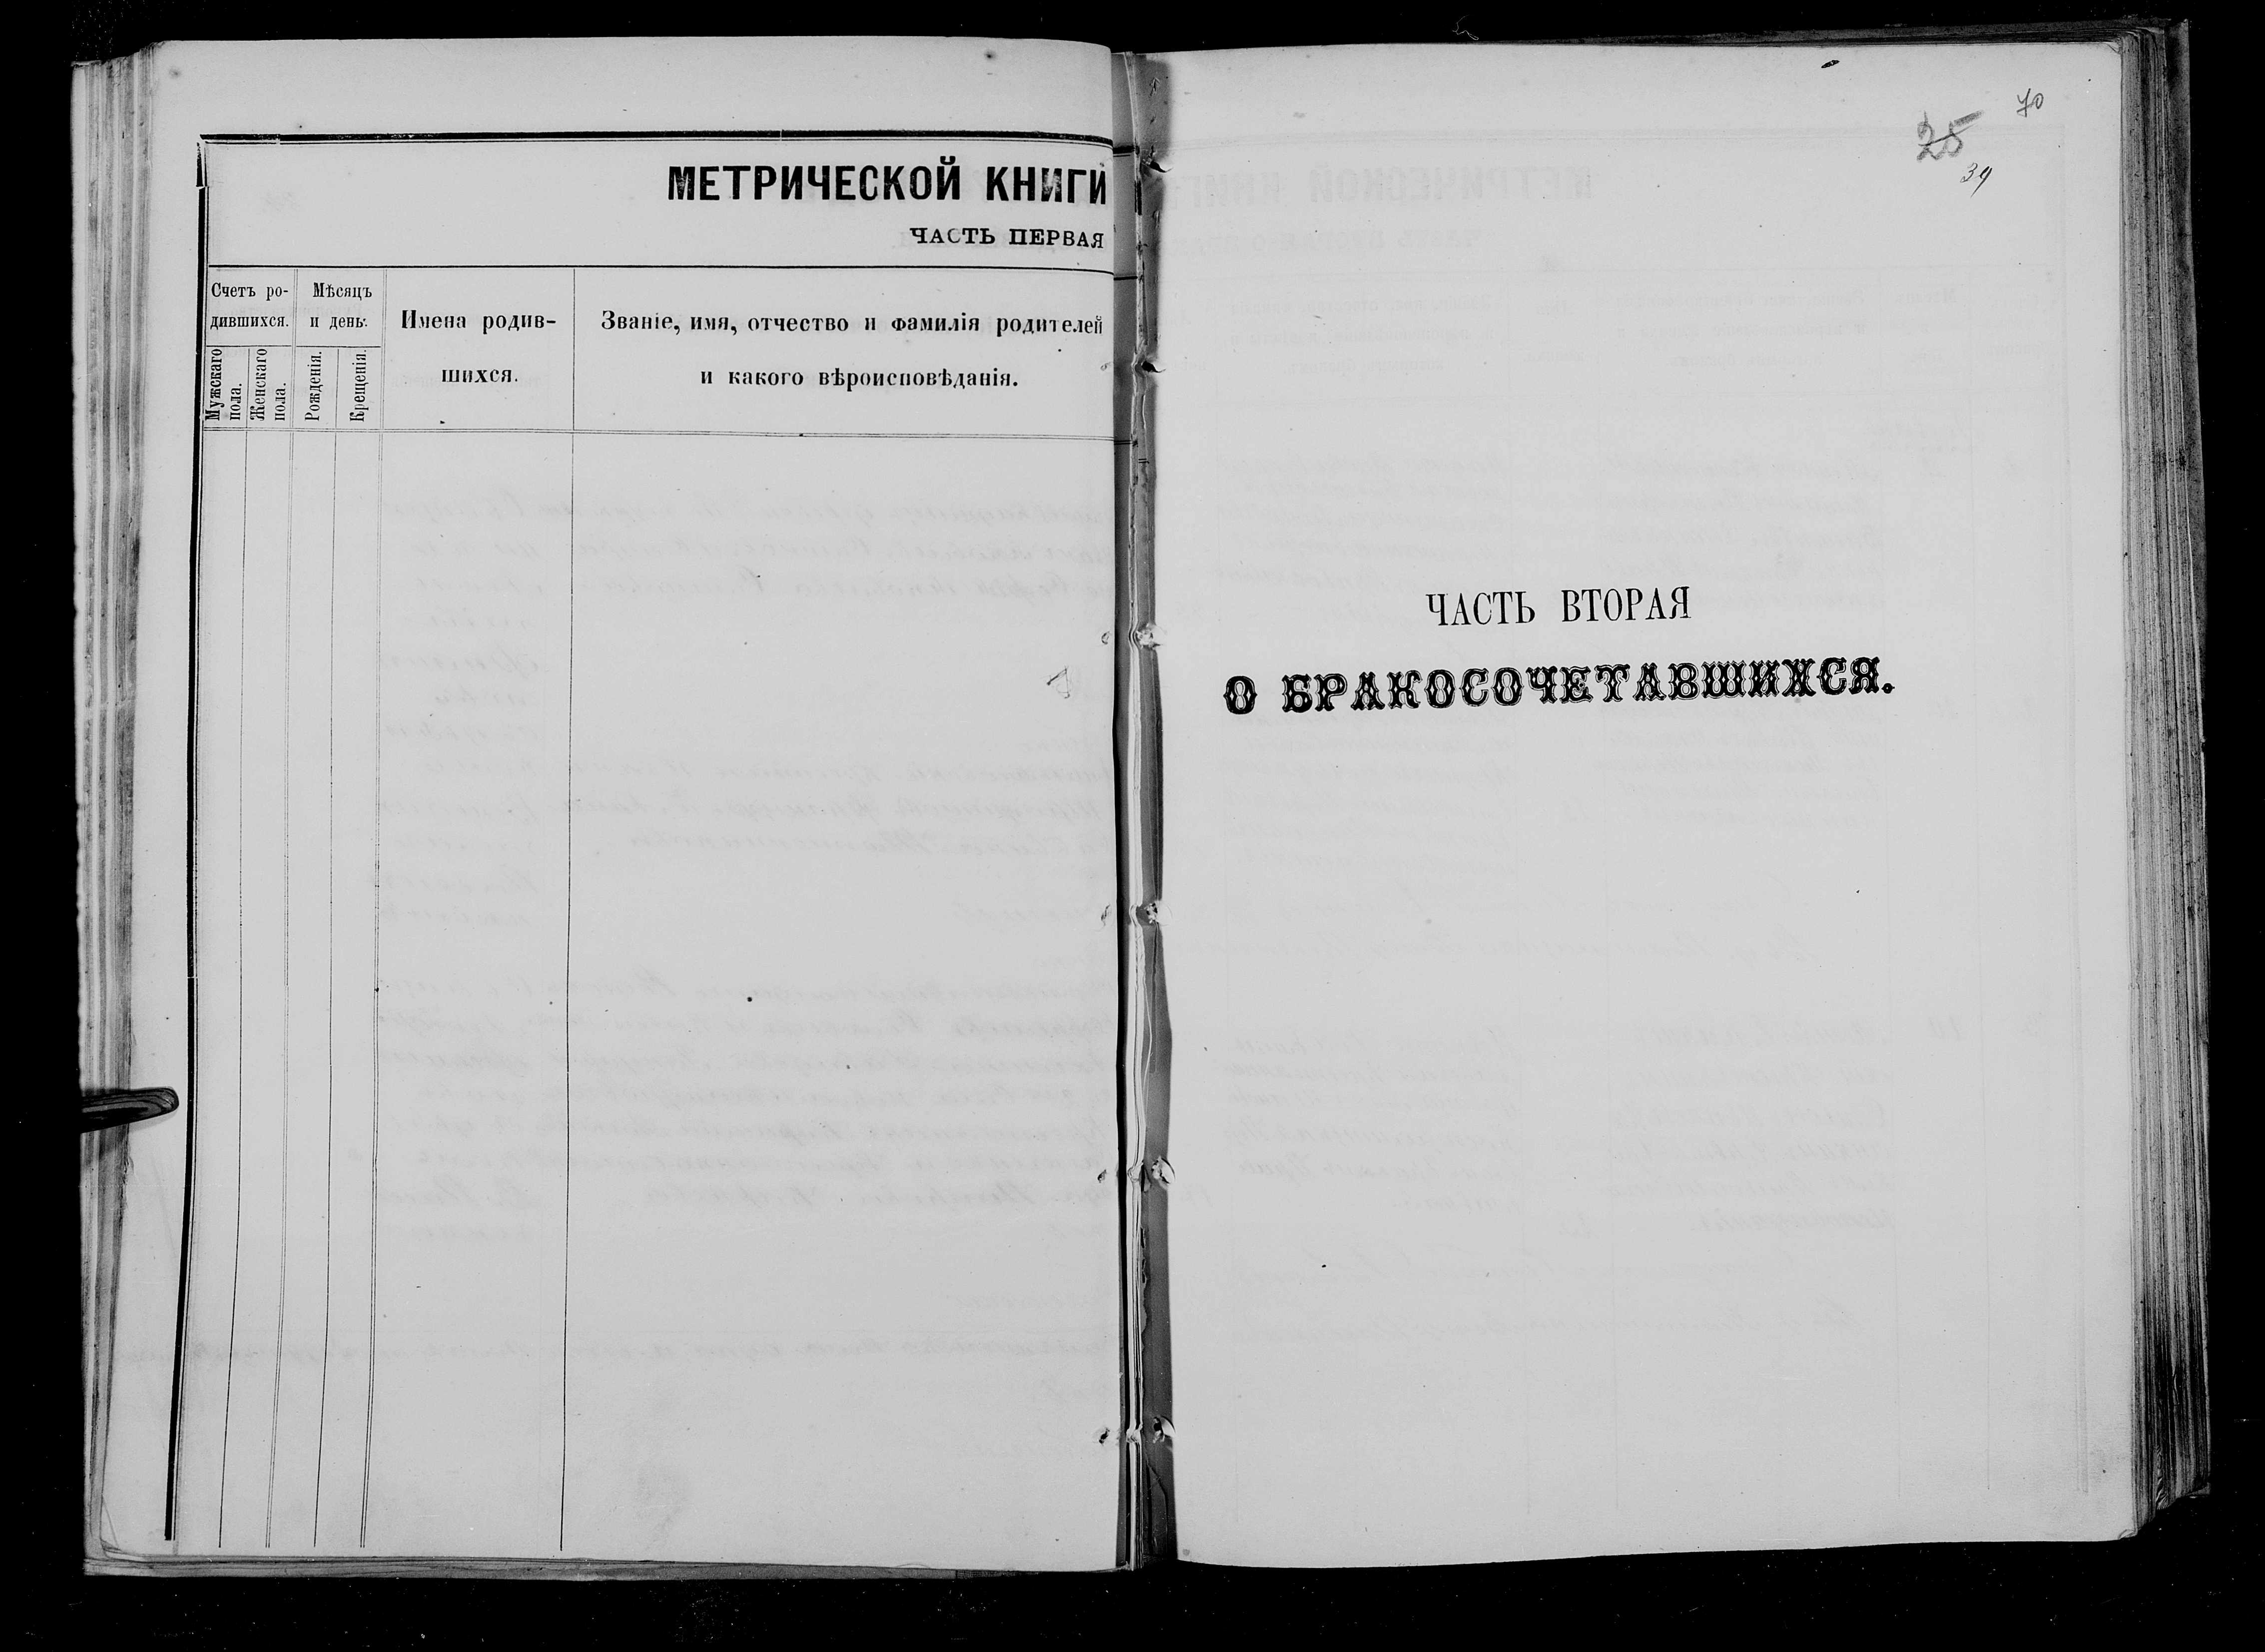 МЕТРИЧЕСКОЙ КНИГИ
ЧАСТЬ ПЕРВАЯ
Счетъ ро-
дившихся.
Мужскаго
пола.
Женскаго
пола.
Мѣсяцъ
и день.
Рожденія.
Крещенія.
Имена родив-
шихся.
Званіе, имя, отчество и фамилія родителей
и какого вѣроисповѣданія.
70
25
39
ЧАСТЬ ВТОРАЯ
О БРАКОСОЧЕТАВШИХСЯ.